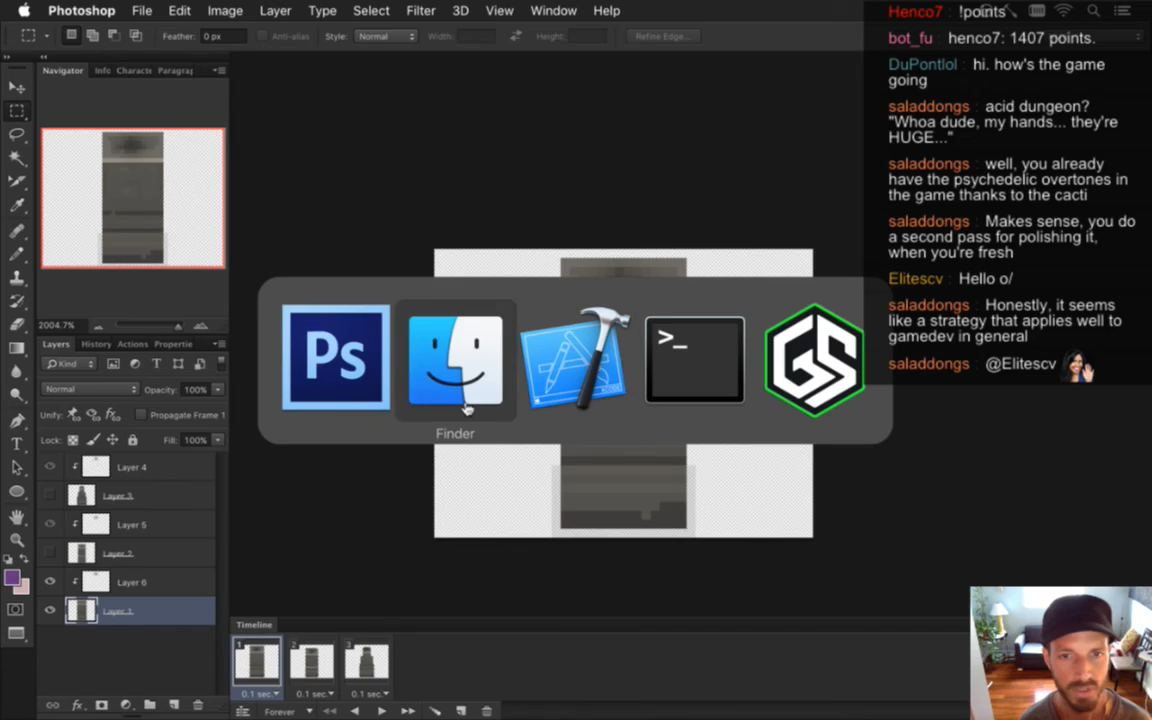 Photoshop File Edit Image Layer Type Select Filter 3D View Window Help
Feather: 0 px Anti-alias Style: Normal Width: Height: Refine Edge...
Navigator Info Characte Paragrap
2004.7%
Layers History Actions Propertie
Kind
Normal Opacity: 100%
Unify: Propagate Frame 1
Lock: Fill: 100%
Layer 4
Layer 3
Layer 5
Layer 2
Layer 6
Layer 1
Ps
>_
GS
Finder
Timeline
1 2 3
0.1 sec. 0.1 sec. 0.1 sec.
Forever
Henco7 : !points
bot_fu : henco7: 1407 points.
DuPontlol : hi. how's the game
going
saladdongs : acid dungeon?
"Whoa dude, my hands... they're
HUGE..."
saladdongs : well, you already
have the psychedelic overtones in
the game thanks to the cacti
saladdongs : Makes sense, you do
a second pass for polishing it,
when you're fresh
Elitescv : Hello o/
saladdongs : Honestly, it seems
like a strategy that applies well to
gamedev in general
saladdongs : @Elitescv